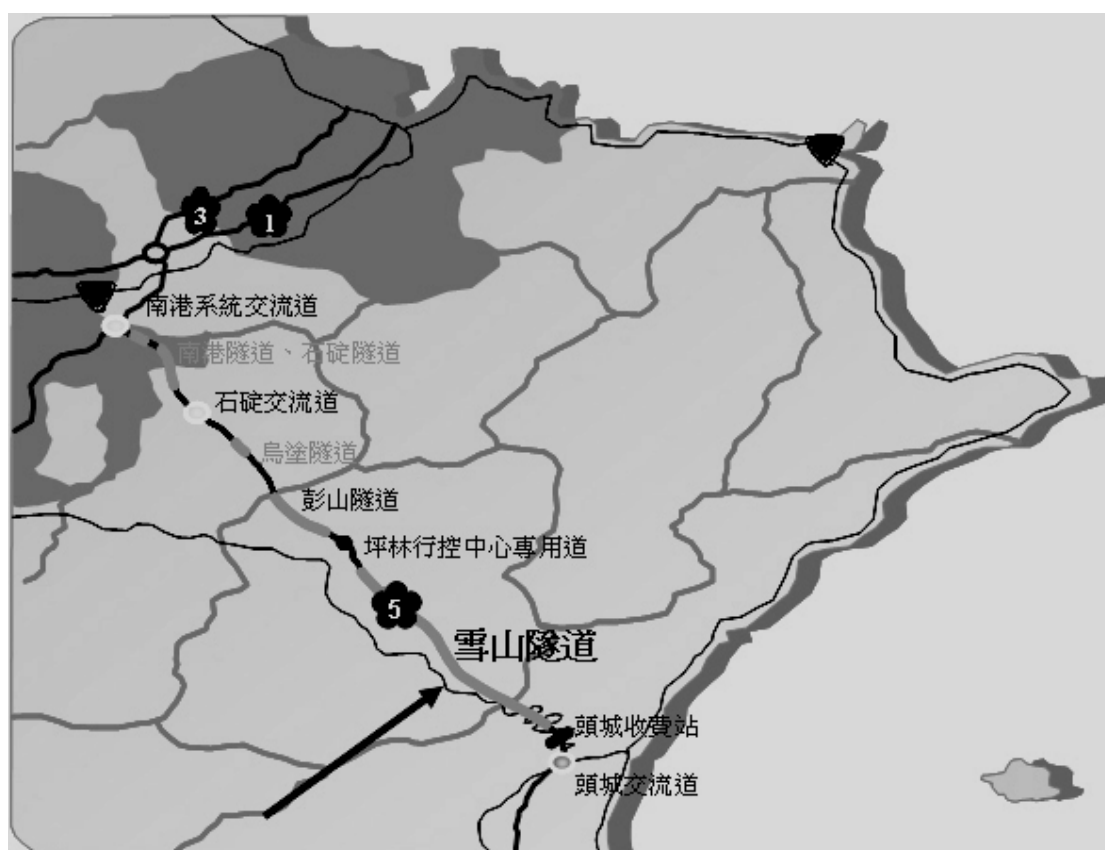 3
1
南港系統交流道
南港隧道、石碇隧道
石碇交流道
烏塗隧道
彭山隧道
坪林行控中心專用道
5
雪山隧道
頭城收費站
頭城交流道